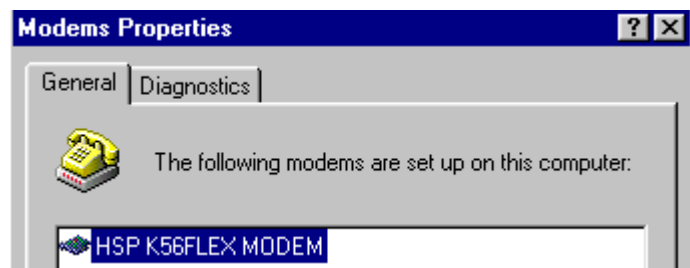 Modems Properties
General Diagnostics
The following modems are set up on this computer:
HSP K56FLEX MODEM